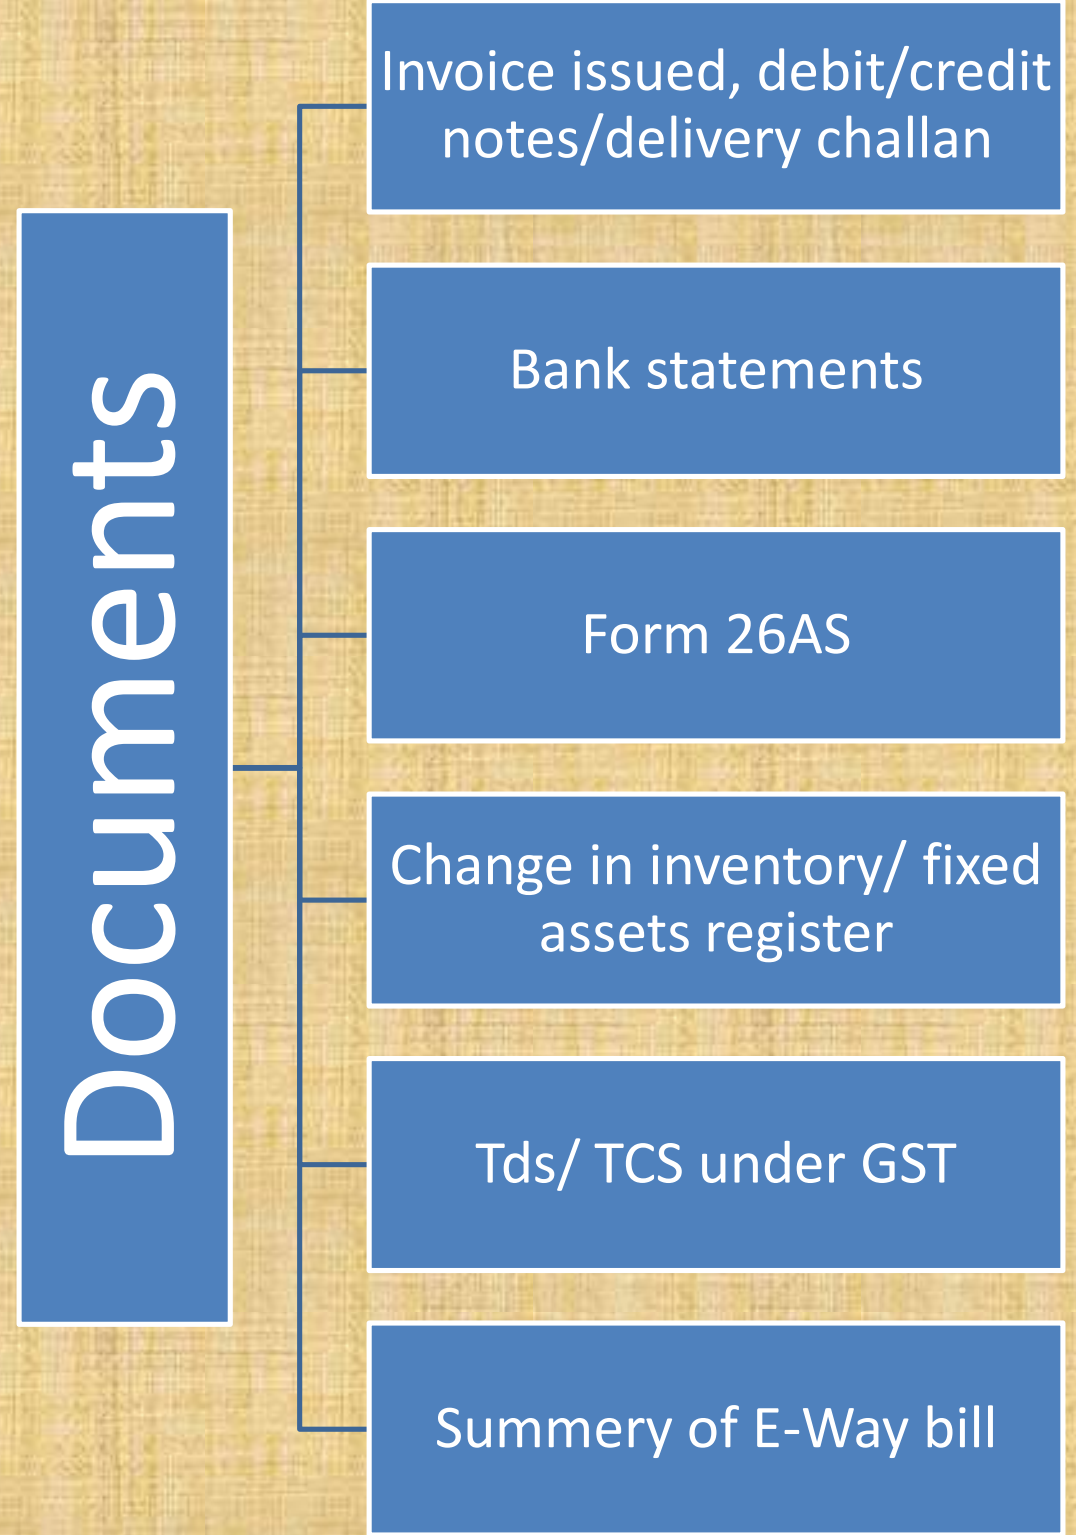 Documents
Invoice issued, debit/credit
notes/delivery challan
Bank statements
Form 26AS
Change in inventory/ fixed
assets register
Tds/ TCS under GST
Summery of E-Way bill